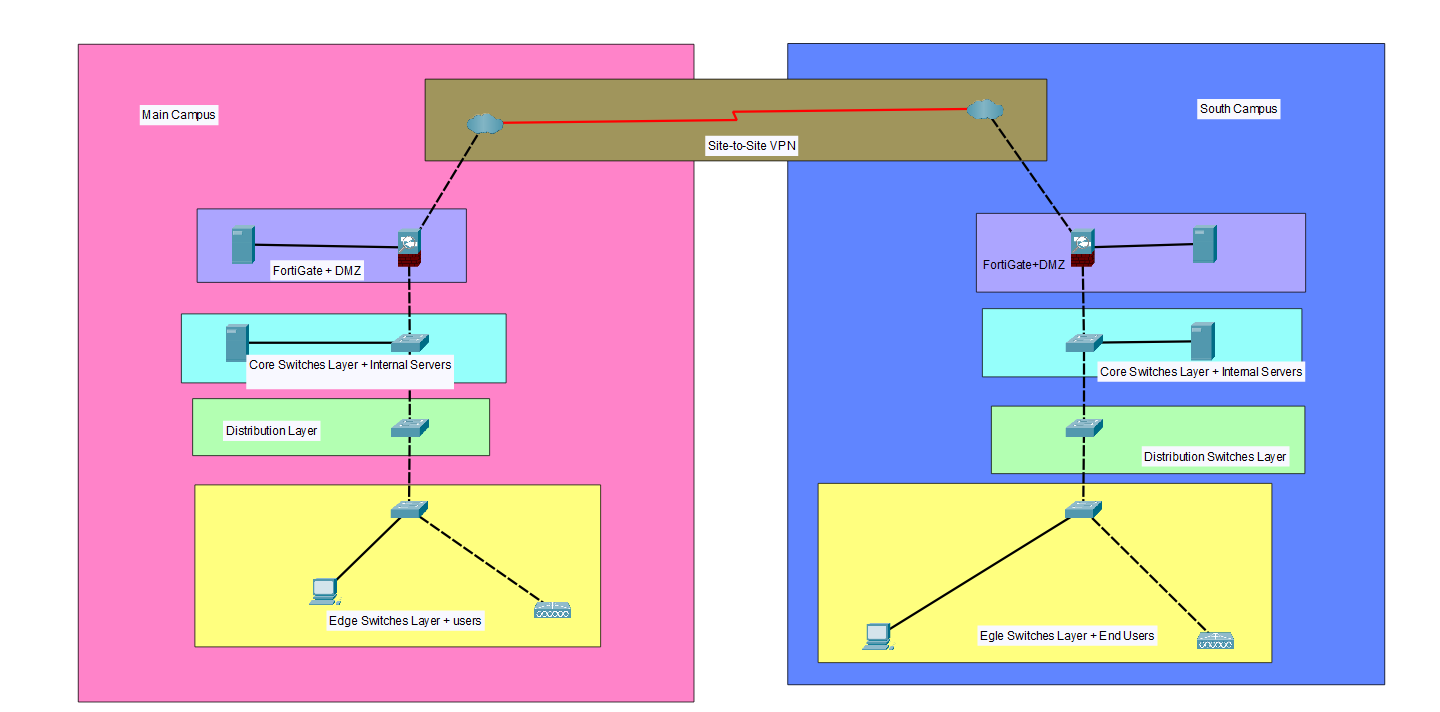 Main Campus
South Campus
Site-to-Site VPN
FortiGate + DMZ
FortiGate+DMZ
Core Switches Layer + Internal Servers
Core Switches Layer + Internal Servers
Distribution Layer
Distribution Switches Layer
Edge Switches Layer + users
Egle Switches Layer + End Users